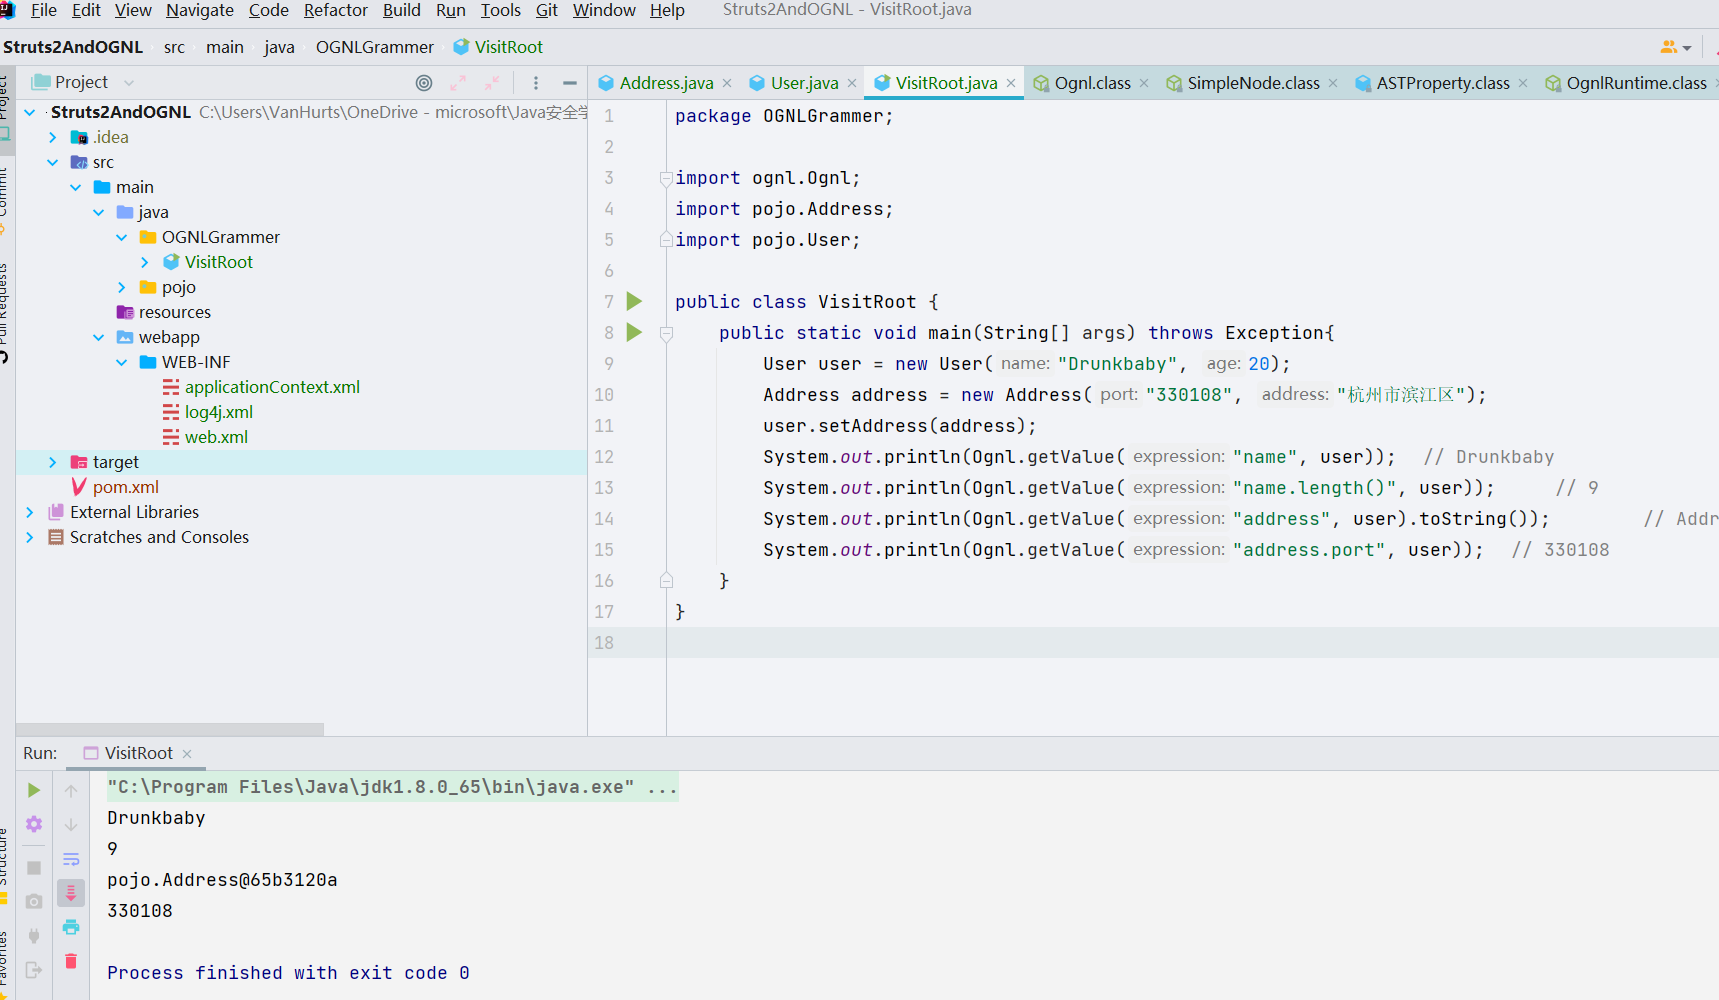 File Edit View Navigate Code Refactor Build Run Tools Git Window Help Struts2AndOGNL - VisitRoot.java
Struts2AndOGNL src main java OGNLGrammer VisitRoot
Project
Address.java User.java VisitRoot.java Ognl.class SimpleNode.class ASTProperty.class OgnlRuntime.class
Project
Commit
Pull Requests
Structure
Favorites
Struts2AndOGNL C:\Users\VanHurts\OneDrive - microsoft\Java安全学
.idea
src
main
java
OGNLGrammer
VisitRoot
pojo
resources
webapp
WEB-INF
applicationContext.xml
log4j.xml
web.xml
target
pom.xml
External Libraries
Scratches and Consoles
1 package OGNLGrammer;
2
3 import ognl.Ognl;
4 import pojo.Address;
5 import pojo.User;
6
7 public class VisitRoot {
8 public static void main(String[] args) throws Exception{
9 User user = new User( name: "Drunkbaby", age: 20);
10 Address address = new Address( port: "330108", address: "杭州市滨江区");
11 user.setAddress(address);
12 System.out.println(Ognl.getValue( expression: "name", user)); // Drunkbaby
13 System.out.println(Ognl.getValue( expression: "name.length()", user)); // 9
14 System.out.println(Ognl.getValue( expression: "address", user).toString()); // Addr
15 System.out.println(Ognl.getValue( expression: "address.port", user)); // 330108
16 }
17 }
18
Run: VisitRoot
"C:\Program Files\Java\jdk1.8.0_65\bin\java.exe" ...
Drunkbaby
9
pojo.Address@65b3120a
330108
Process finished with exit code 0